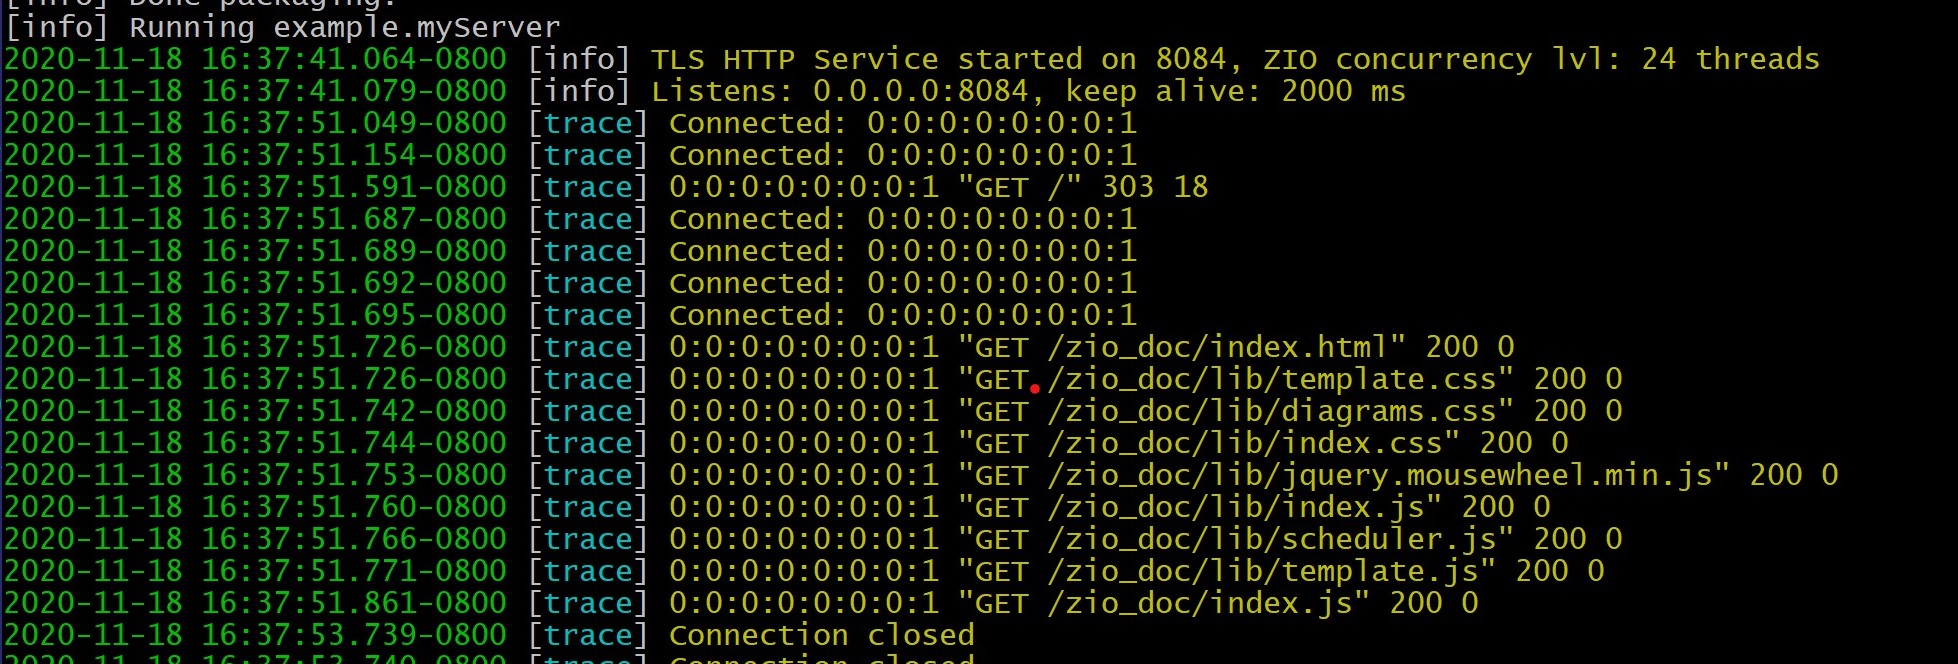 [info] Done packaging.
[info] Running example.myServer
2020-11-18 16:37:41.064-0800 [info] TLS HTTP Service started on 8084, ZIO concurrency lvl: 24 threads
2020-11-18 16:37:41.079-0800 [info] Listens: 0.0.0.0:8084, keep alive: 2000 ms
2020-11-18 16:37:51.049-0800 [trace] Connected: 0:0:0:0:0:0:0:1
2020-11-18 16:37:51.154-0800 [trace] Connected: 0:0:0:0:0:0:0:1
2020-11-18 16:37:51.591-0800 [trace] 0:0:0:0:0:0:0:1 "GET /" 303 18
2020-11-18 16:37:51.687-0800 [trace] Connected: 0:0:0:0:0:0:0:1
2020-11-18 16:37:51.689-0800 [trace] Connected: 0:0:0:0:0:0:0:1
2020-11-18 16:37:51.692-0800 [trace] Connected: 0:0:0:0:0:0:0:1
2020-11-18 16:37:51.695-0800 [trace] Connected: 0:0:0:0:0:0:0:1
2020-11-18 16:37:51.726-0800 [trace] 0:0:0:0:0:0:0:1 "GET /zio_doc/index.html" 200 0
2020-11-18 16:37:51.726-0800 [trace] 0:0:0:0:0:0:0:1 "GET /zio_doc/lib/template.css" 200 0
2020-11-18 16:37:51.742-0800 [trace] 0:0:0:0:0:0:0:1 "GET /zio_doc/lib/diagrams.css" 200 0
2020-11-18 16:37:51.744-0800 [trace] 0:0:0:0:0:0:0:1 "GET /zio_doc/lib/index.css" 200 0
2020-11-18 16:37:51.753-0800 [trace] 0:0:0:0:0:0:0:1 "GET /zio_doc/lib/jquery.mousewheel.min.js" 200 0
2020-11-18 16:37:51.760-0800 [trace] 0:0:0:0:0:0:0:1 "GET /zio_doc/lib/index.js" 200 0
2020-11-18 16:37:51.766-0800 [trace] 0:0:0:0:0:0:0:1 "GET /zio_doc/lib/scheduler.js" 200 0
2020-11-18 16:37:51.771-0800 [trace] 0:0:0:0:0:0:0:1 "GET /zio_doc/lib/template.js" 200 0
2020-11-18 16:37:51.861-0800 [trace] 0:0:0:0:0:0:0:1 "GET /zio_doc/index.js" 200 0
2020-11-18 16:37:53.739-0800 [trace] Connection closed
2020-11-18 16:37:53.740-0800 [trace] Connection closed